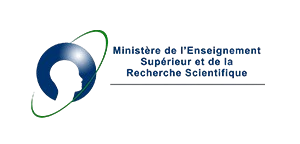 Ministère de l'Enseignement
Supérieur et de la
Recherche Scientifique